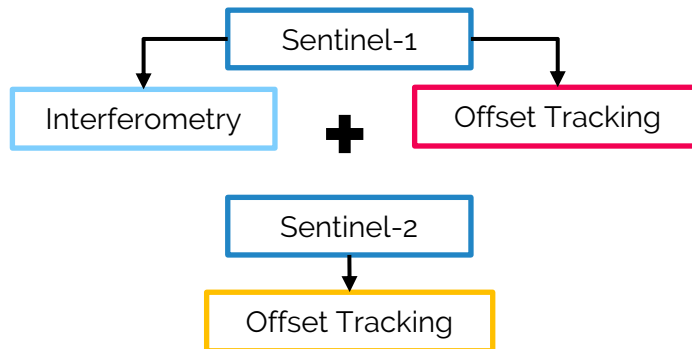 Sentinel-1
Interferometry
Offset Tracking
Sentinel-2
Offset Tracking